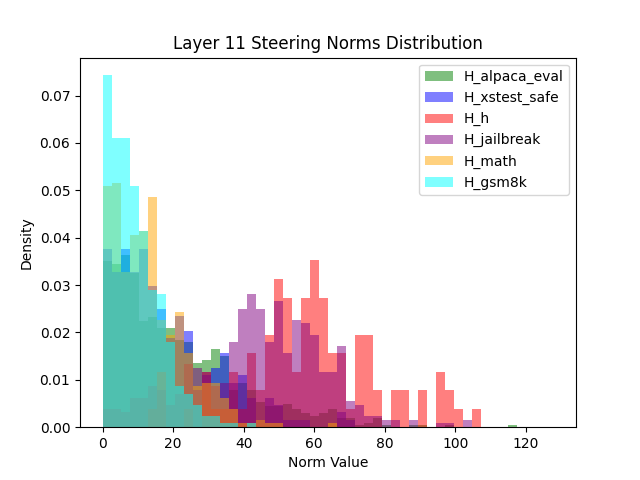 Layer 11 Steering Norms Distribution
H_alpaca_eval
H_xstest_safe
H_h
H_jailbreak
H_math
H_gsm8k
Density
0.07
0.06
0.05
0.04
0.03
0.02
0.01
0.00
0
20
40
60
80
100
120
Norm Value